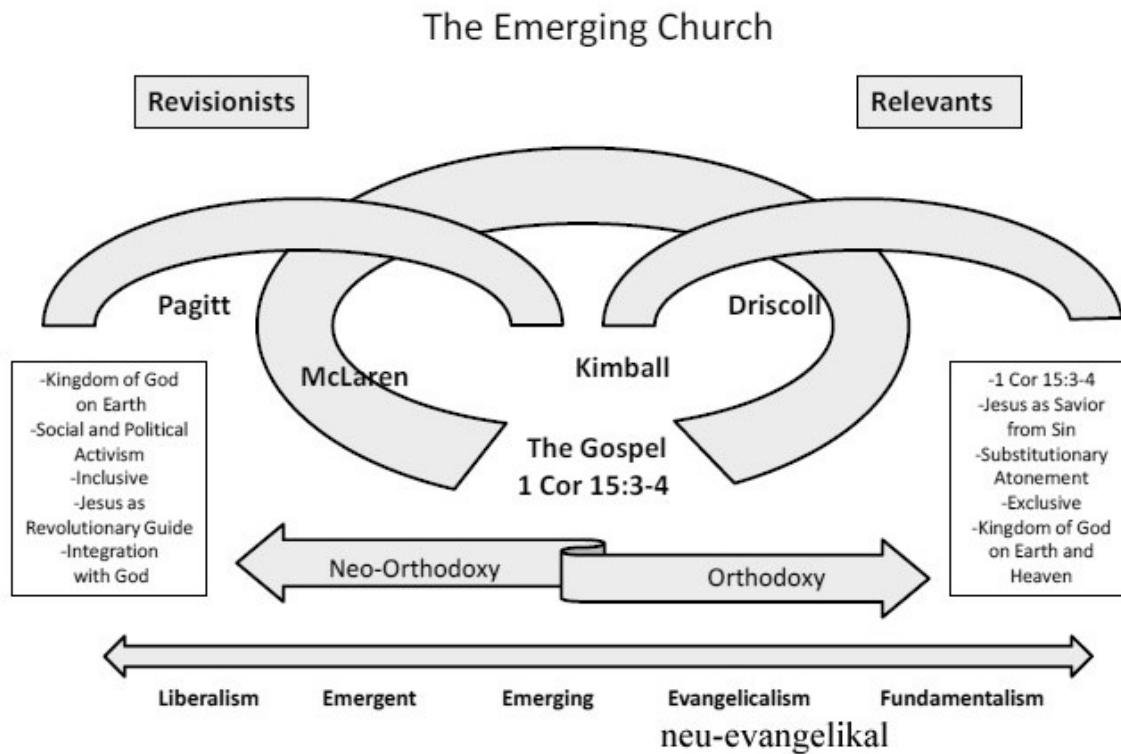 The Emerging Church
Revisionists
Relevants
Pagitt
Driscoll
McLaren
Kimball
-Kingdom of God
on Earth
-Social and Political
Activism
-Inclusive
-Jesus as
Revolutionary Guide
-Integration
with God
The Gospel
1 Cor 15:3-4
-1 Cor 15:3-4
-Jesus as Savior
from Sin
-Substitutionary
Atonement
-Exclusive
-Kingdom of God
on Earth and
Heaven
Neo-Orthodoxy
Orthodoxy
Liberalism
Emergent
Emerging
Evangelicalism
Fundamentalism
neu-evangelikal